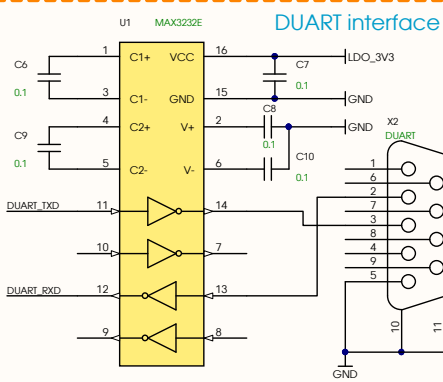 DUART interface
U1 MAX3232E
1 C1+ VCC 16 LDO_3V3
C6 0.1
C7 0.1
3 C1- GND 15 GND
4 C2+ V+ 2 C8 0.1 GND
C9 0.1
5 C2- V- 6 C10 0.1
X2
DUART
DUART_TXD 11 14
10 7
DUART_RXD 12 13
9 8
1
6
2
7
3
8
4
9
5
10
11
GND